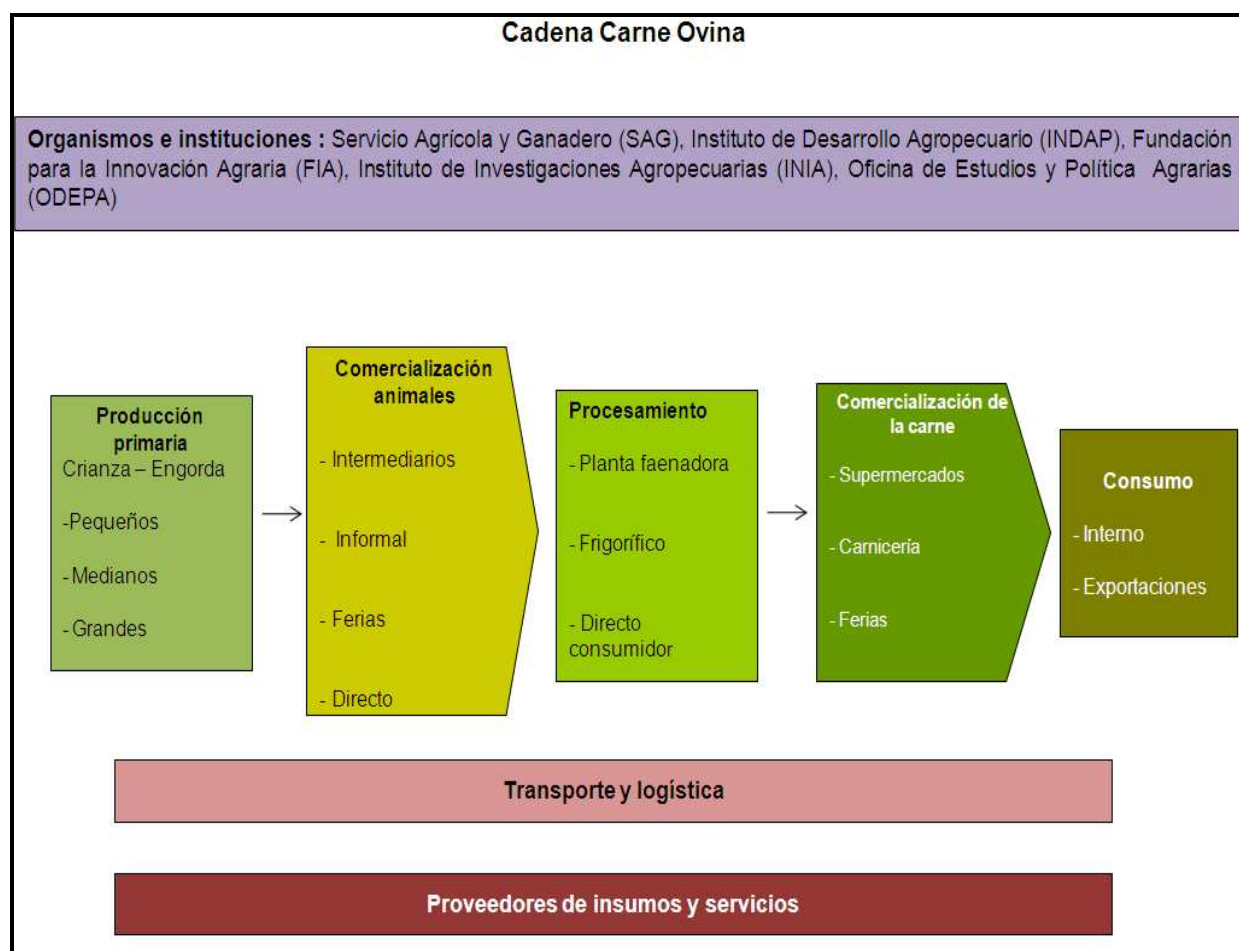 Cadena Carne Ovina
Organismos e instituciones : Servicio Agrícola y Ganadero (SAG), Instituto de Desarrollo Agropecuario (INDAP), Fundación
para la Innovación Agraria (FIA), Instituto de Investigaciones Agropecuarias (INIA), Oficina de Estudios y Política Agrarias
(ODEPA)
Producción
primaria
Crianza – Engorda
-Pequeños
-Medianos
-Grandes
Comercialización
animales
- Intermediarios
- Informal
- Ferias
- Directo
Procesamiento
-Planta faenadora
-Frigorífico
-Directo
consumidor
Comercialización de
la carne
-Supermercados
-Carnicería
-Ferias
Consumo
-Interno
-Exportaciones
Transporte y logística
Proveedores de insumos y servicios